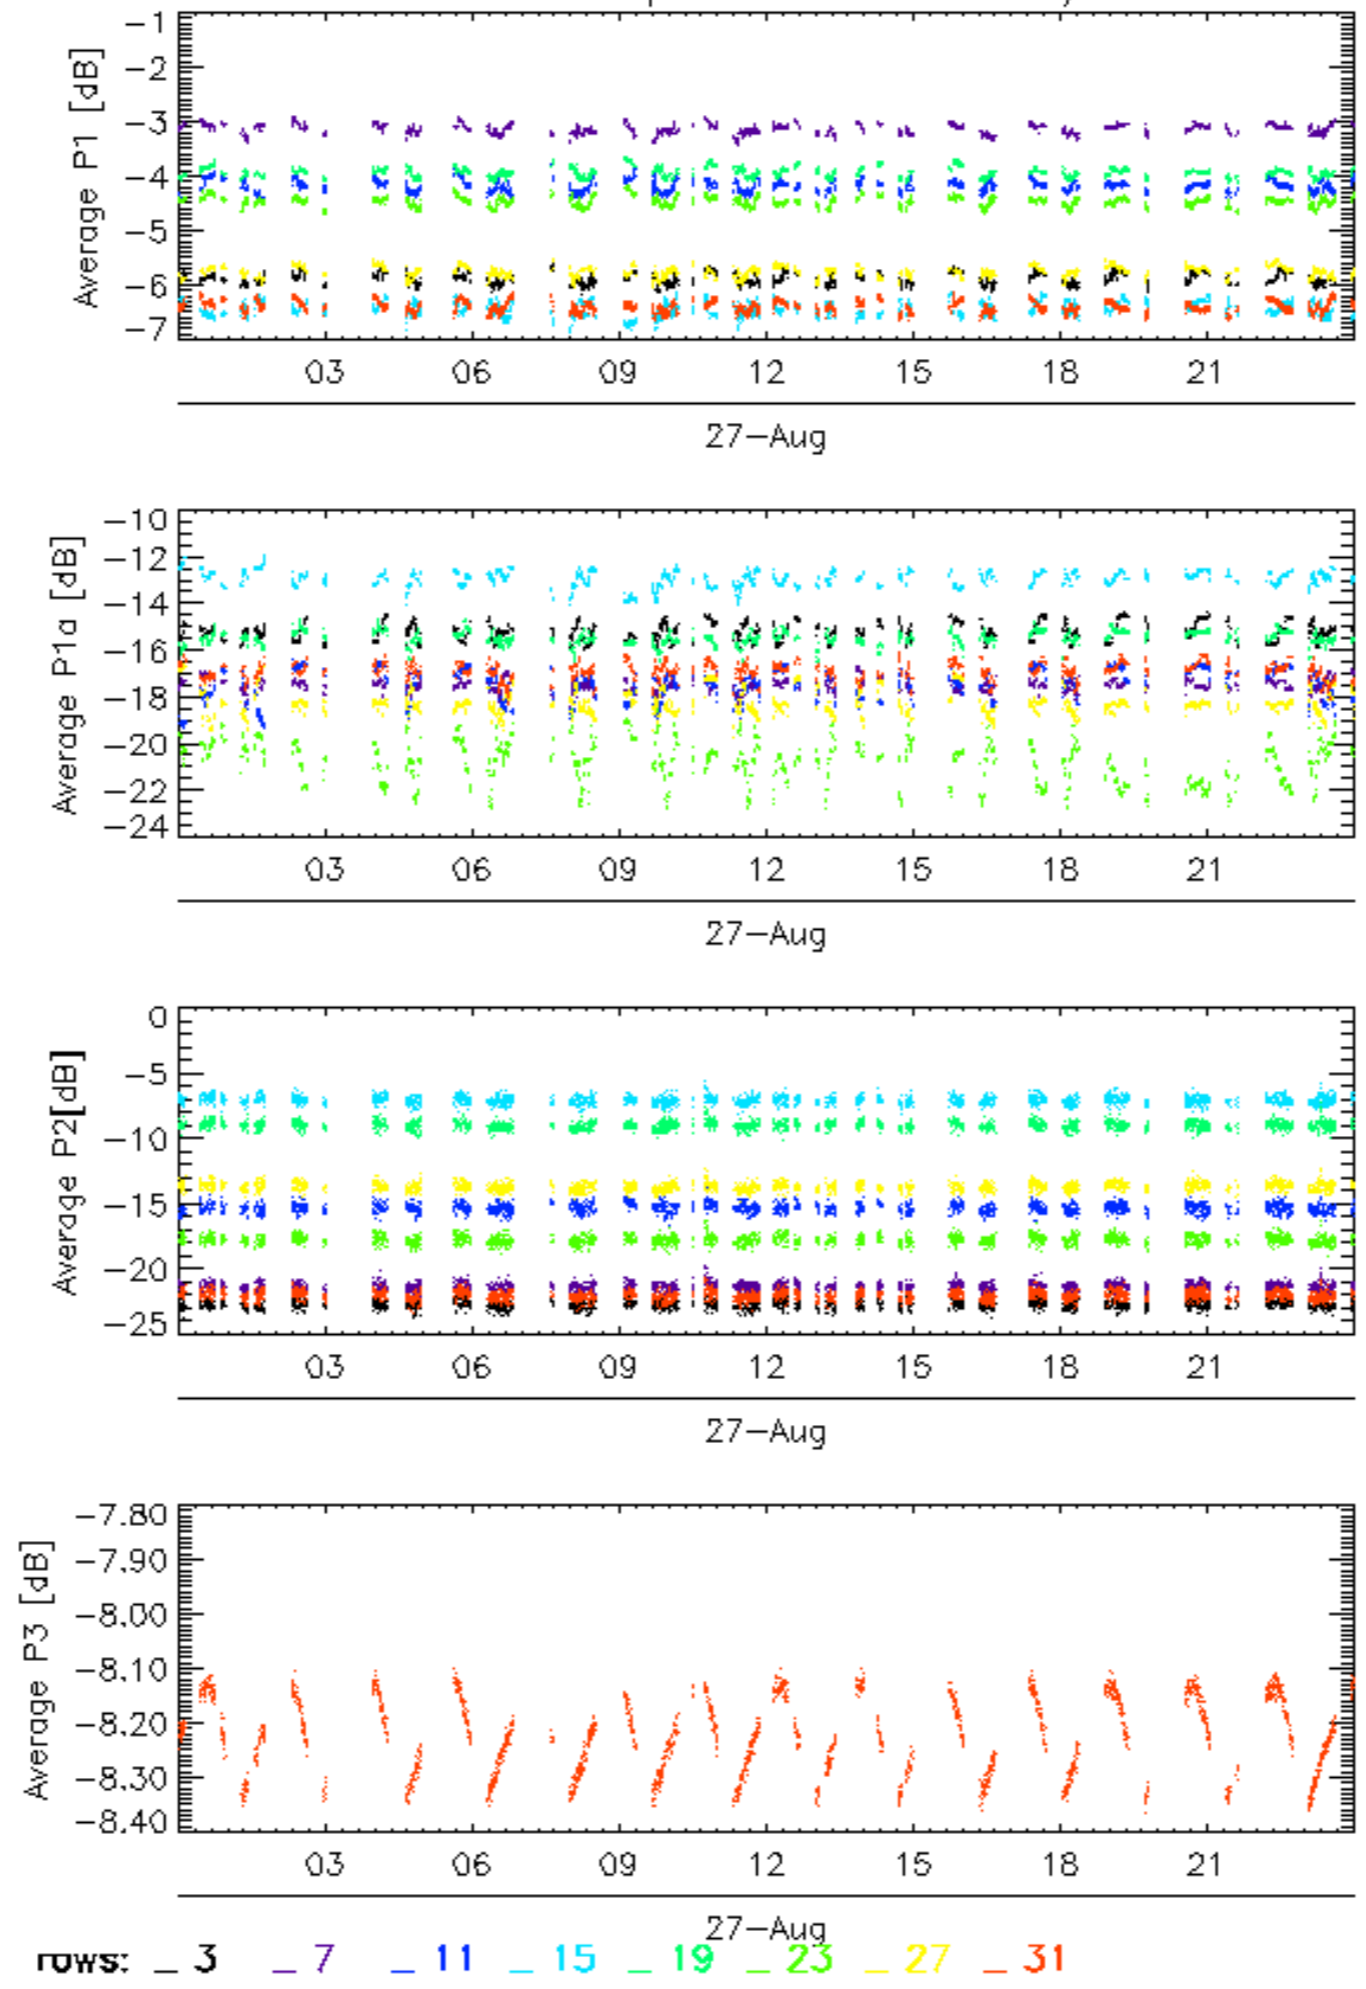 Average P1 [dB]
-1
-2
-3
-4
-5
-6
-7
03 06 09 12 15 18 21
27-Aug
Average P1a [dB]
-10
-12
-14
-16
-18
-20
-22
-24
03 06 09 12 15 18 21
27-Aug
Average P2[dB]
0
-5
-10
-15
-20
-25
03 06 09 12 15 18 21
27-Aug
Average P3 [dB]
-7.80
-7.90
-8.00
-8.10
-8.20
-8.30
-8.40
03 06 09 12 15 18 21
27-Aug
rows: _ 3 _ 7 _ 11 _ 15 _ 19 _ 23 _ 27 _ 31